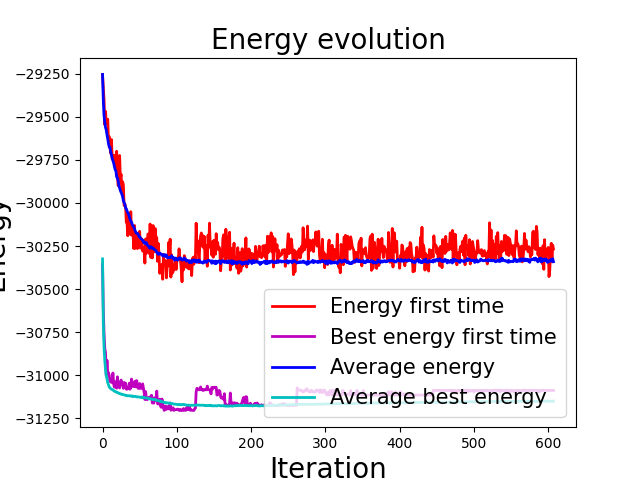 Energy evolution
Energy
−29250
−29500
−29750
−30000
−30250
−30500
−30750
−31000
−31250
0
100
200
300
400
500
600
Iteration
Energy first time
Best energy first time
Average energy
Average best energy